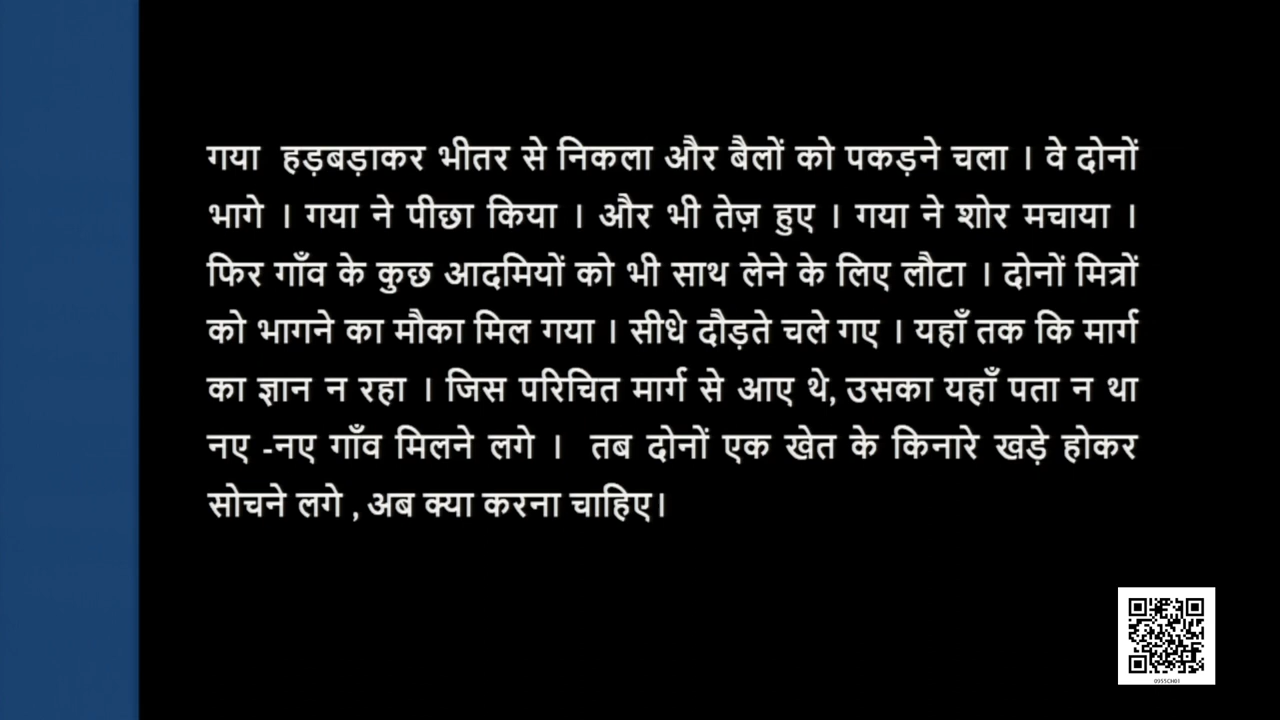 गया हड़बड़ाकर भीतर से निकला और बैलों को पकड़ने चला । वे दोनों
भागे । गया ने पीछा किया । और भी तेज़ हुए । गया ने शोर मचाया ।
फिर गाँव के कुछ आदमियों को भी साथ लेने के लिए लौटा । दोनों मित्रों
को भागने का मौका मिल गया । सीधे दौड़ते चले गए । यहाँ तक कि मार्ग
का ज्ञान न रहा । जिस परिचित मार्ग से आए थे, उसका यहाँ पता न था
नए -नए गाँव मिलने लगे । तब दोनों एक खेत के किनारे खड़े होकर
सोचने लगे , अब क्या करना चाहिए।
0955CH01